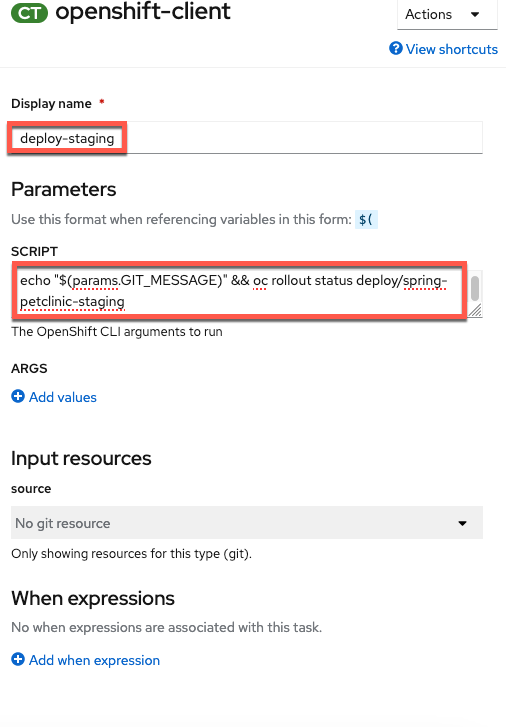 CT openshift-client
Actions
View shortcuts
Display name *
deploy-staging
Parameters
Use this format when referencing variables in this form: $(
SCRIPT
echo "$(params.GIT_MESSAGE)" && oc rollout status deploy/spring-
petclinic-staging
The OpenShift CLI arguments to run
ARGS
Add values
Input resources
source
No git resource
Only showing resources for this type (git).
When expressions
No when expressions are associated with this task.
Add when expression